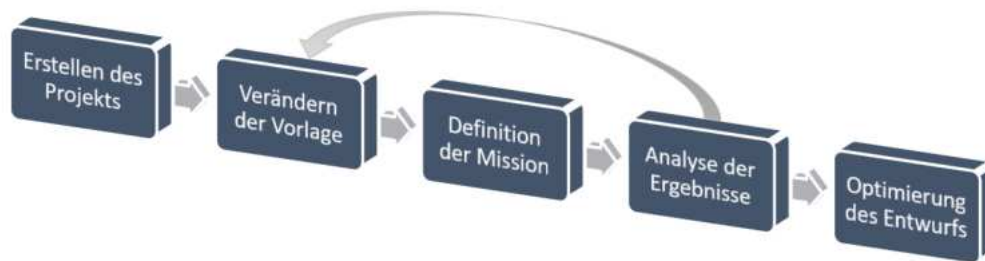 Erstellen des
Projekts
Verändern
der Vorlage
Definition
der Mission
Analyse der
Ergebnisse
Optimierung
des Entwurfs